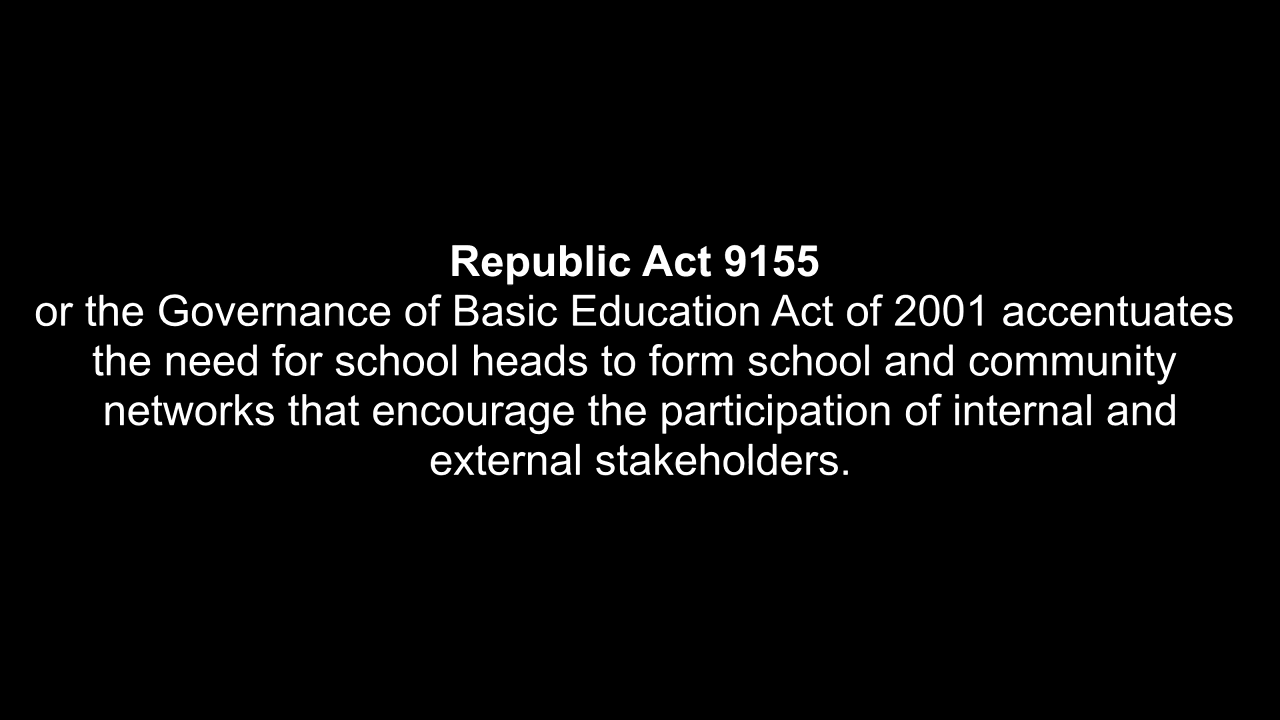 Republic Act 9155
or the Governance of Basic Education Act of 2001 accentuates
the need for school heads to form school and community
networks that encourage the participation of internal and
external stakeholders.